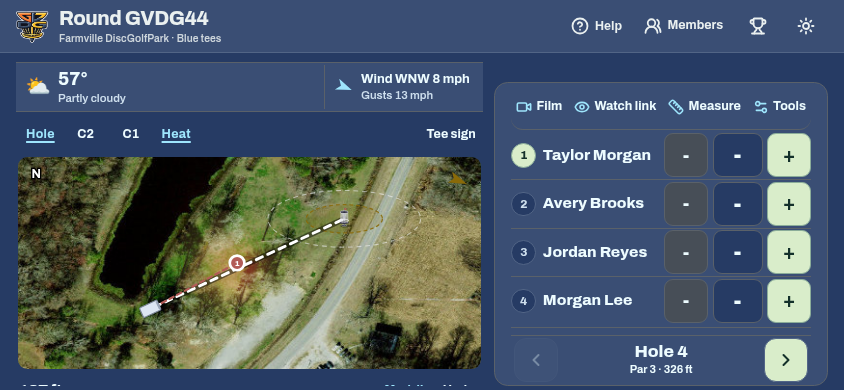 Round GVDG44
Farmville DiscGolfPark · Blue tees
Help
Members
57°
Partly cloudy
Wind WNW 8 mph
Gusts 13 mph
Hole
C2
C1
Heat
Tee sign
N
1
Film
Watch link
Measure
Tools
1 Taylor Morgan - - +
2 Avery Brooks - - +
3 Jordan Reyes - - +
4 Morgan Lee - - +
Hole 4
Par 3 · 326 ft